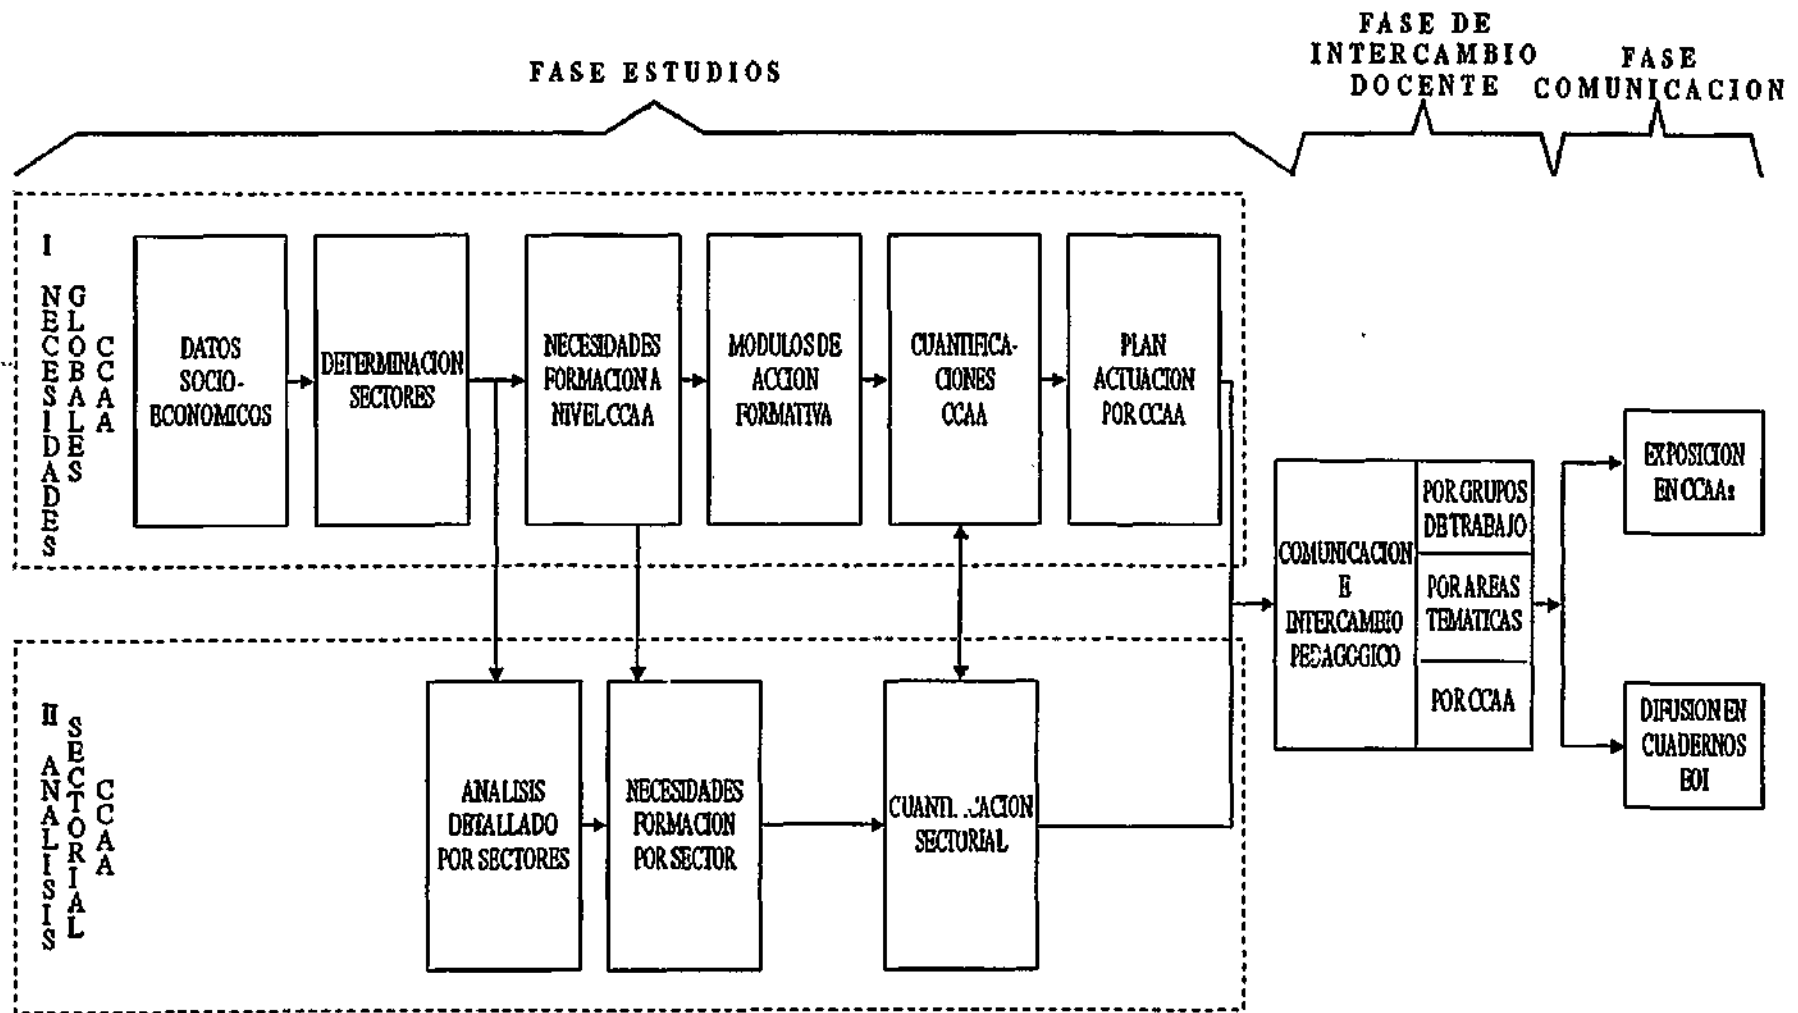 FASE ESTUDIOS
FASE DE
INTERCAMBIO
DOCENTE
FASE
COMUNICACION
I NECESIDADES
GLOBALES
CCAA
DATOS
SOCIO-
ECONOMICOS
DETERMINACION
SECTORES
NECESIDADES
FORMACION A
NIVEL CCAA
MODULOS DE
ACCION
FORMATIVA
CUANTIFICA-
CIONES
CCAA
PLAN
ACTUACION
POR CCAA
II ANALISIS
SECTORIAL
CCAA
ANALISIS
DETALLADO
POR SECTORES
NECESIDADES
FORMACION
POR SECTOR
SECTORIAL
COMUNICACION
E
INTERCAMBIO
PEDAGOGICO
POR GRUPOS
DE TRABAJO
POR AREAS
TEMATICAS
POR CCAA
EXPOSICION
EN CCAA:
DIFUSION EN
CUADERNOS
EOI